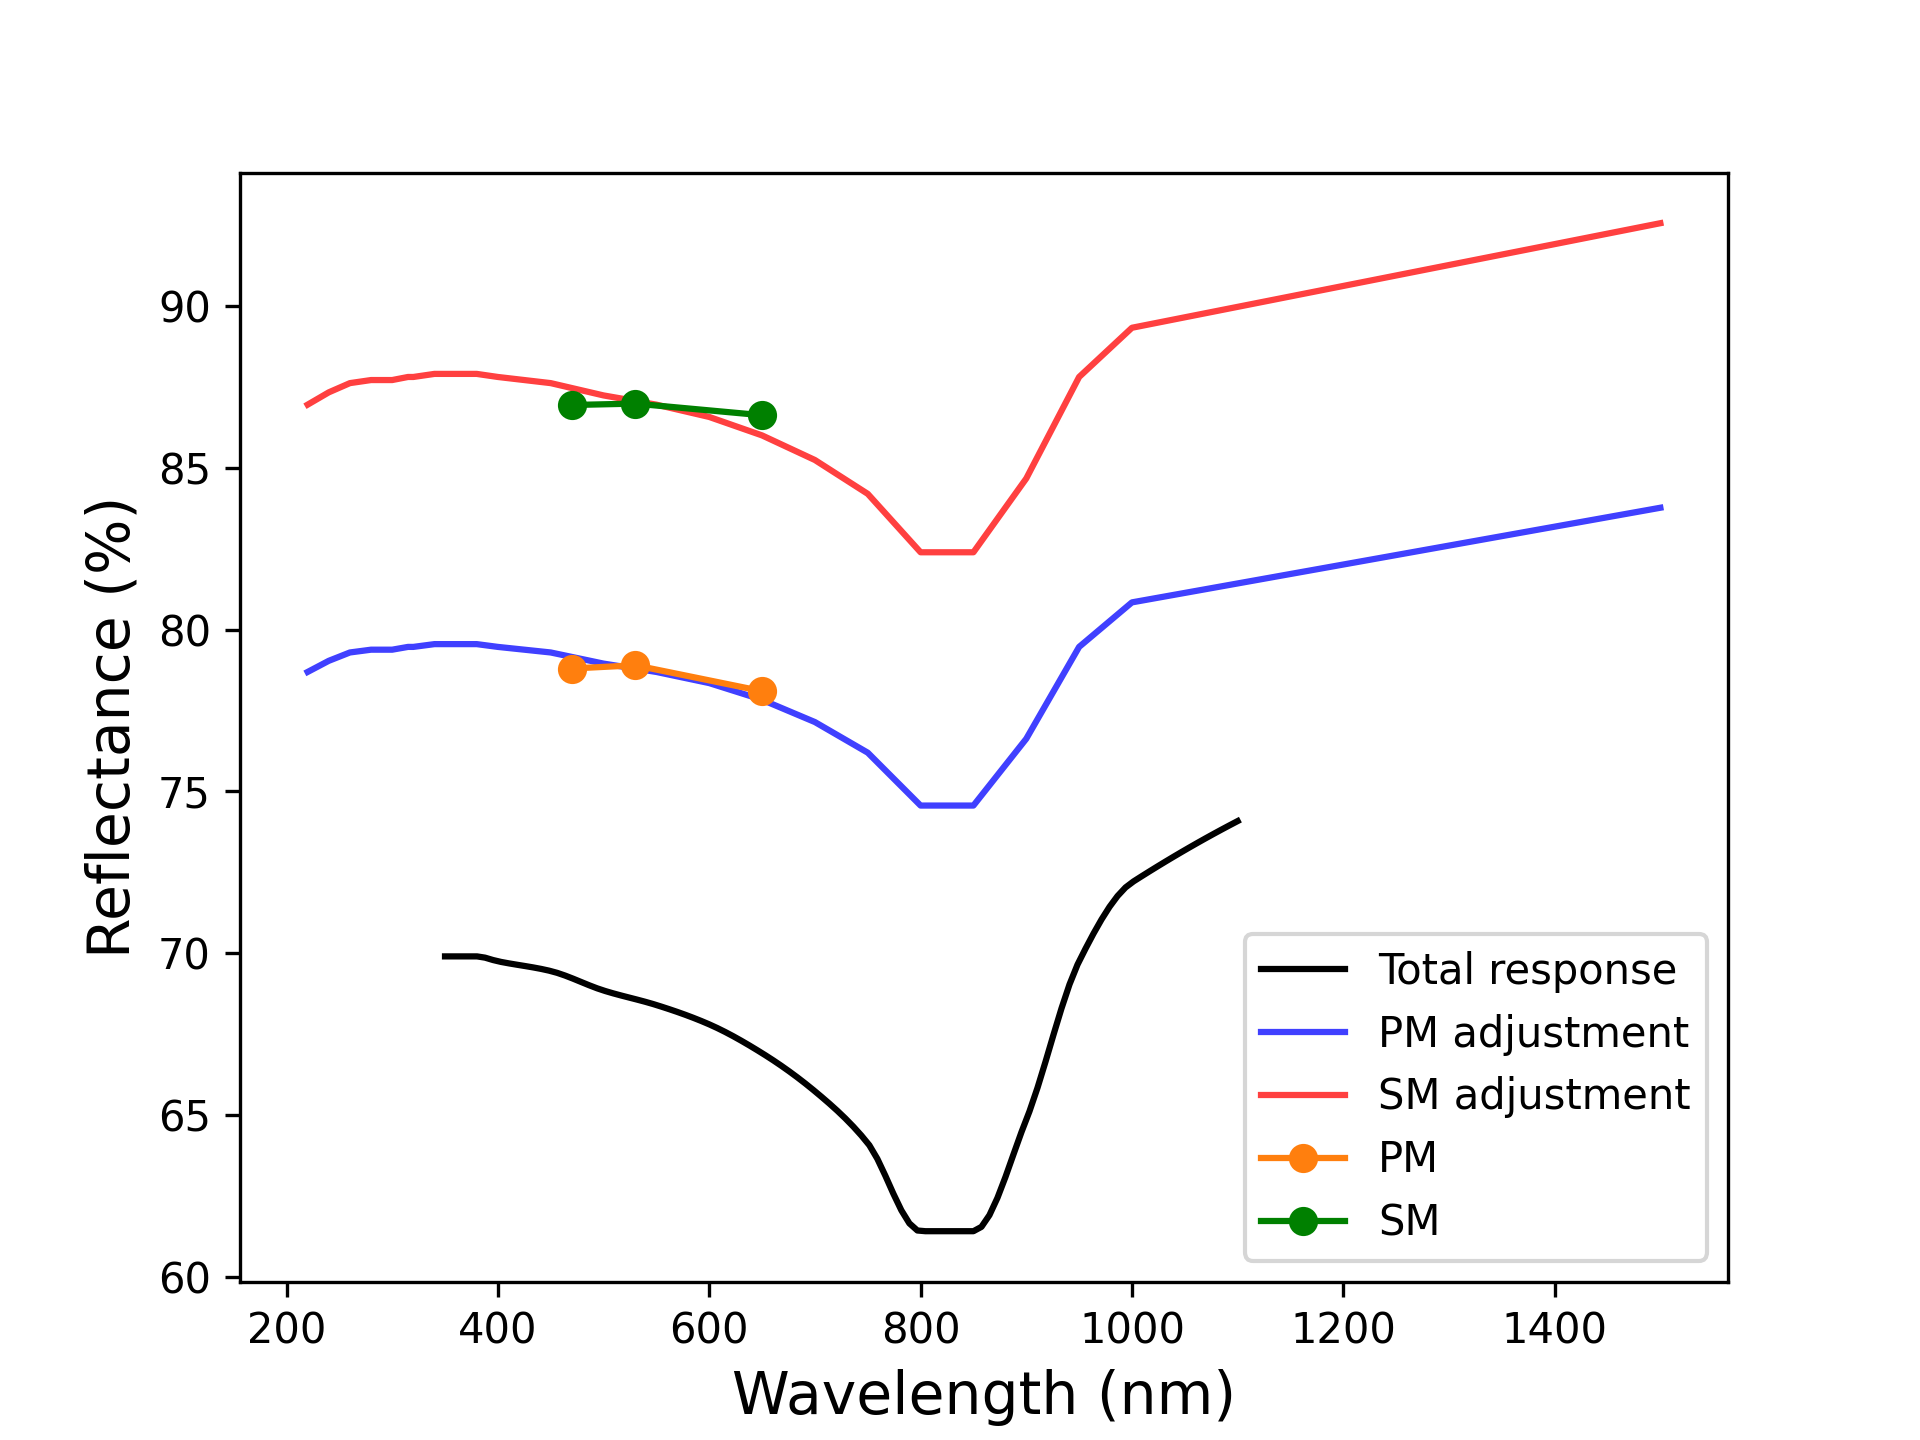 90
85
80
75
70
65
60
Reflectance (%)
200 400 600 800 1000 1200 1400
Wavelength (nm)
Total response
PM adjustment
SM adjustment
PM
SM